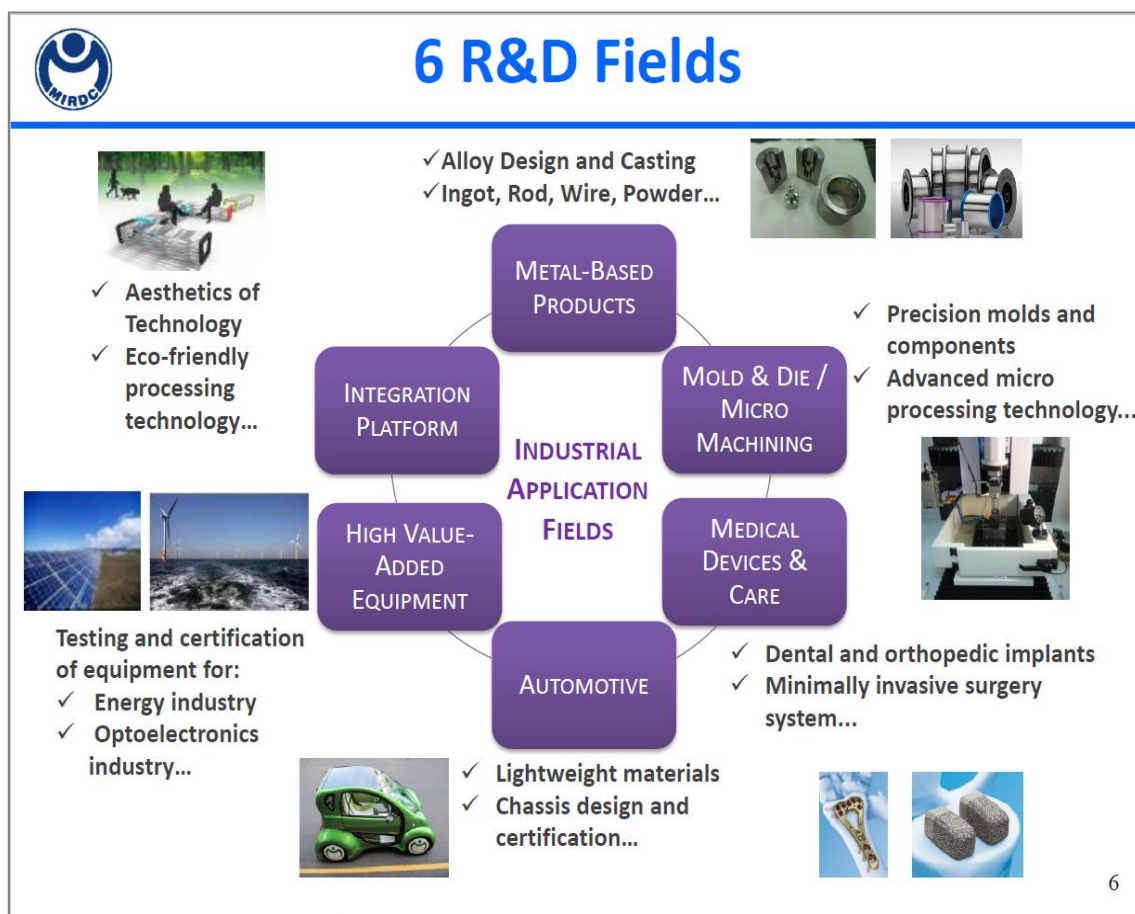 MIRDC
6 R&D Fields
✓Alloy Design and Casting
✓Ingot, Rod, Wire, Powder…
✓ Aesthetics of
Technology
✓ Eco-friendly
processing
technology…
METAL-BASED
PRODUCTS
✓ Precision molds and
components
✓ Advanced micro
processing technology...
INTEGRATION
PLATFORM
MOLD & DIE /
MICRO
MACHINING
INDUSTRIAL
APPLICATION
FIELDS
HIGH VALUE-
ADDED
EQUIPMENT
MEDICAL
DEVICES &
CARE
Testing and certification
of equipment for:
✓ Energy industry
✓ Optoelectronics
industry…
AUTOMOTIVE
✓ Dental and orthopedic implants
✓ Minimally invasive surgery
system...
✓ Lightweight materials
✓ Chassis design and
certification…
6